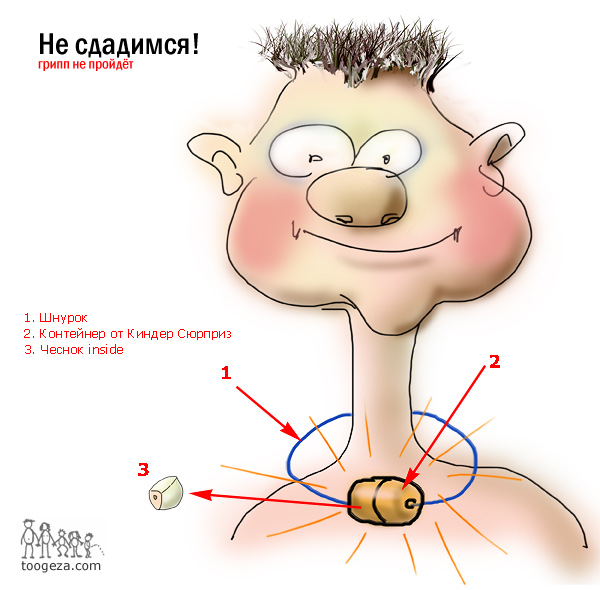 Не сдадимся!
грипп не пройдёт
1. Шнурок
2. Контейнер от Киндер Сюрприз
3. Чеснок inside
1
2
3
toogeza.com